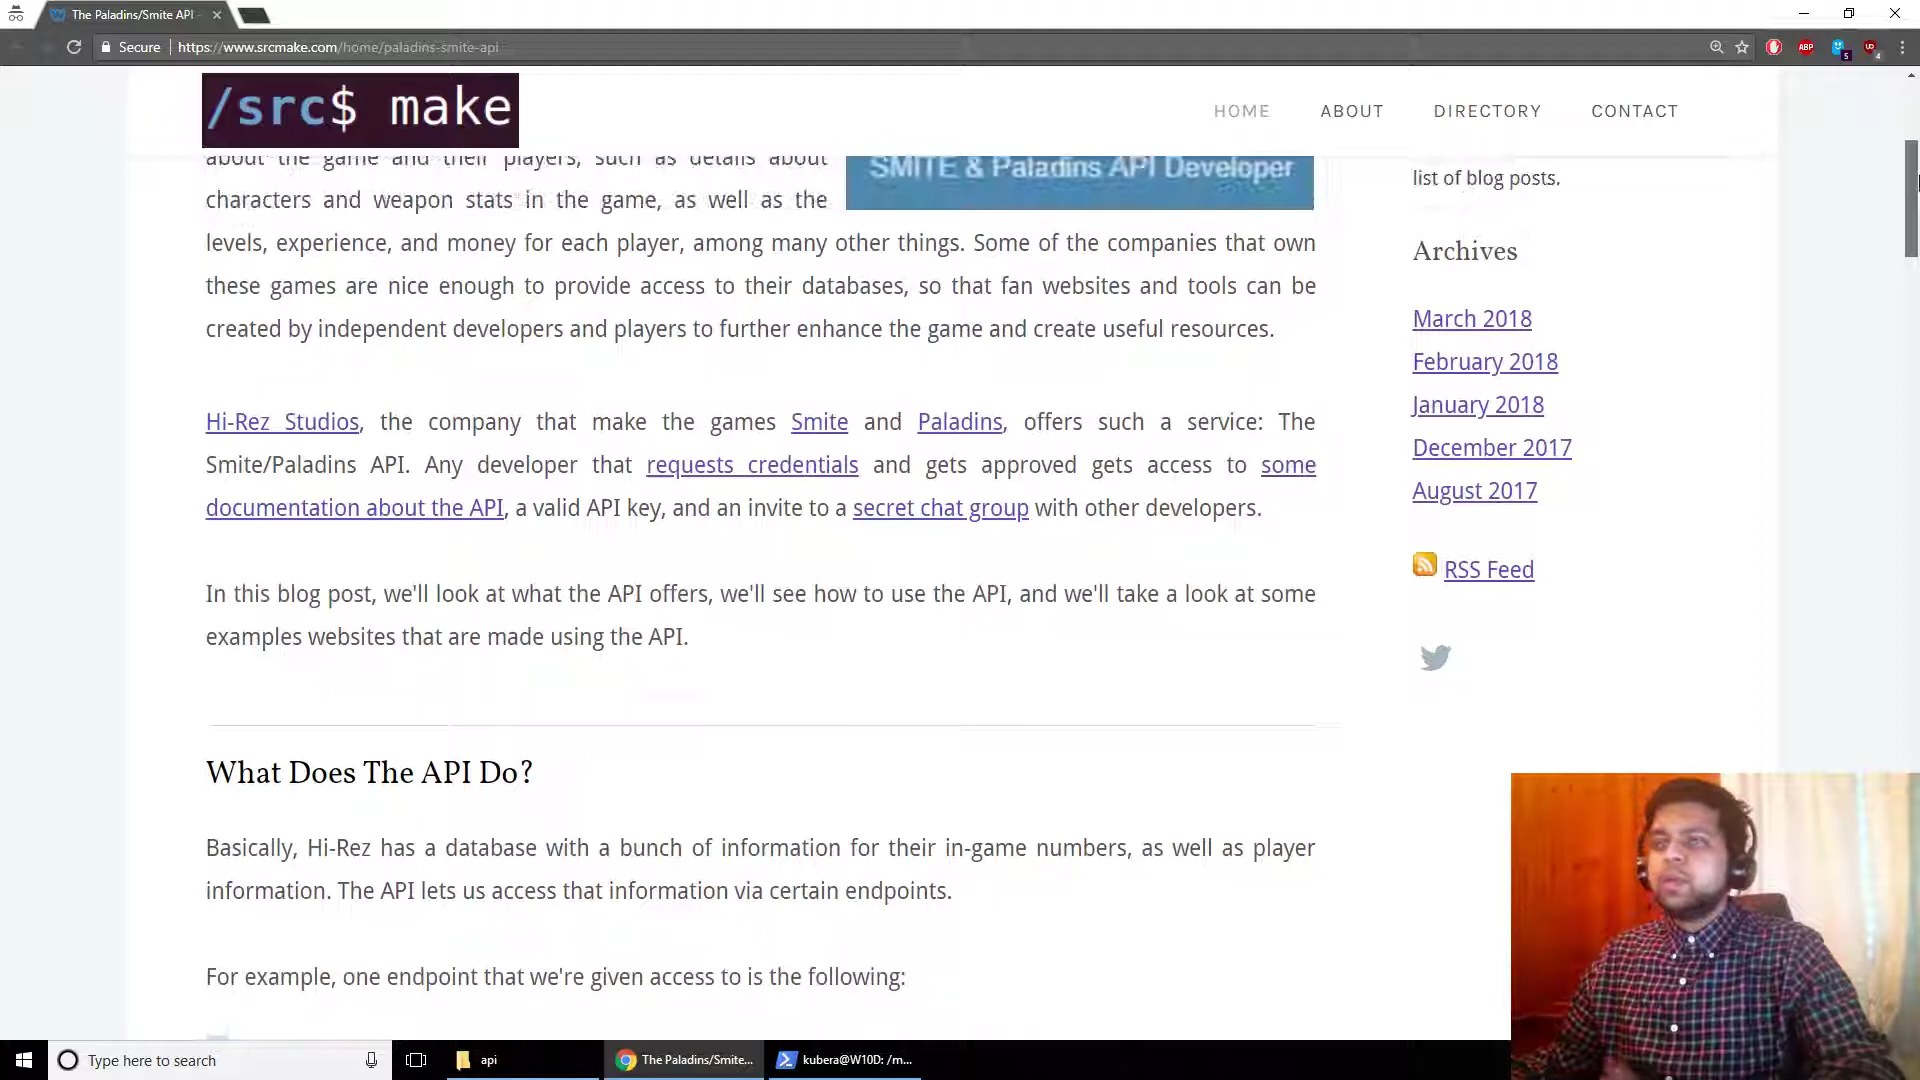 The Paladins/Smite API -
Secure | https://www.srcmake.com/home/paladins-smite-api
ABP
5
UD
4
/src$ make
HOME ABOUT DIRECTORY CONTACT
about the game and their players, such as details about
characters and weapon stats in the game, as well as the
levels, experience, and money for each player, among many other things. Some of the companies that own
these games are nice enough to provide access to their databases, so that fan websites and tools can be
created by independent developers and players to further enhance the game and create useful resources.
SMITE & Paladins API Developer
Hi-Rez Studios, the company that make the games Smite and Paladins, offers such a service: The
Smite/Paladins API. Any developer that requests credentials and gets approved gets access to some
documentation about the API, a valid API key, and an invite to a secret chat group with other developers.
In this blog post, we'll look at what the API offers, we'll see how to use the API, and we'll take a look at some
examples websites that are made using the API.
What Does The API Do?
Basically, Hi-Rez has a database with a bunch of information for their in-game numbers, as well as player
information. The API lets us access that information via certain endpoints.
For example, one endpoint that we're given access to is the following:
list of blog posts.
Archives
March 2018
February 2018
January 2018
December 2017
August 2017
RSS Feed
Type here to search
api
The Paladins/Smite...
kubera@W10D: /m...